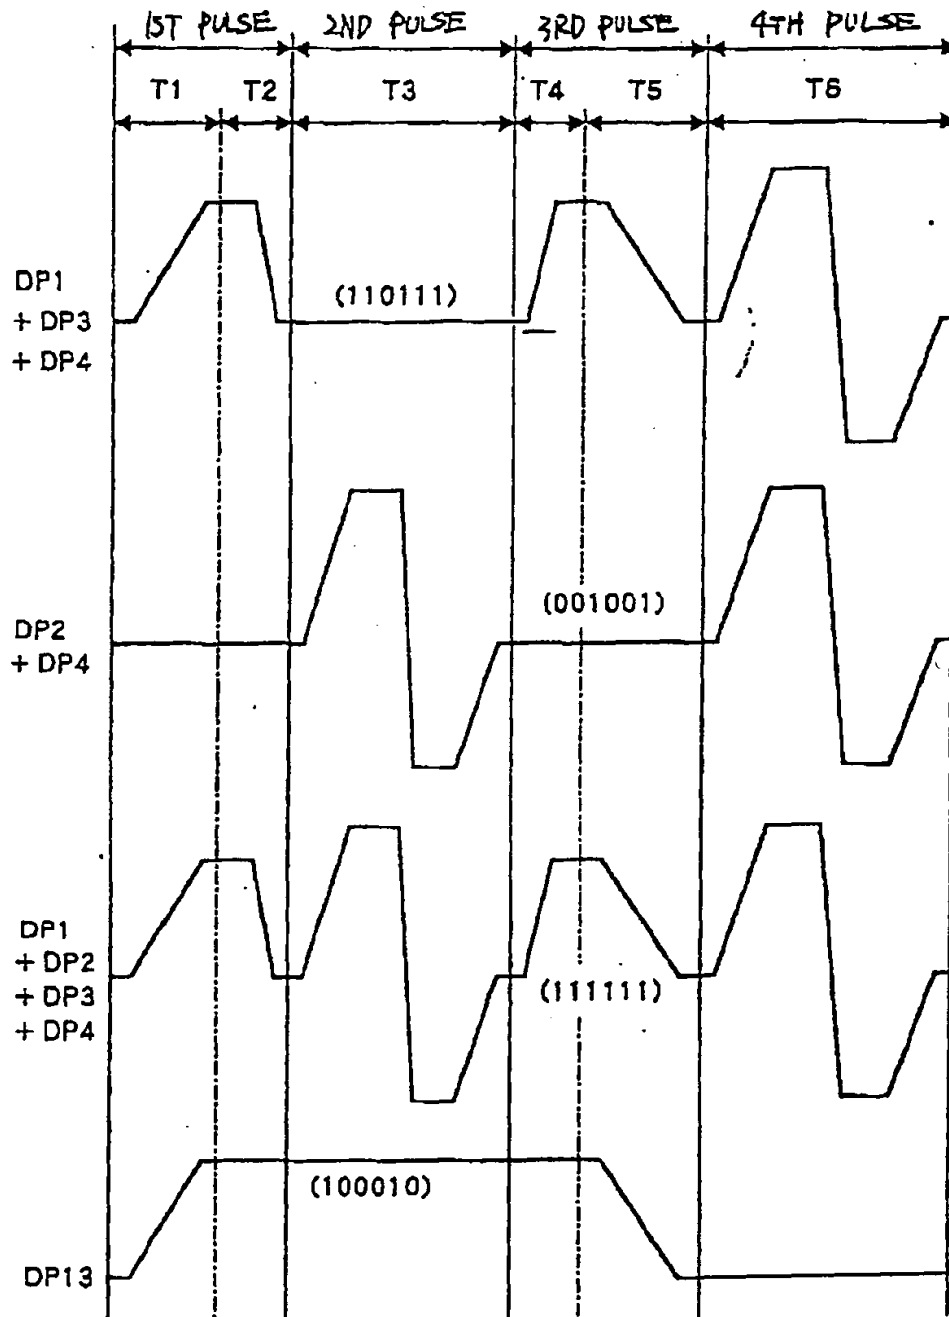 1ST PULSE 2ND PULSE 3RD PULSE 4TH PULSE
T1 T2 T3 T4 T5 T6
DP1
+ DP3
+ DP4
(110111)
DP2
+ DP4
(001001)
DP1
+ DP2
+ DP3
+ DP4
(111111)
(100010)
DP13